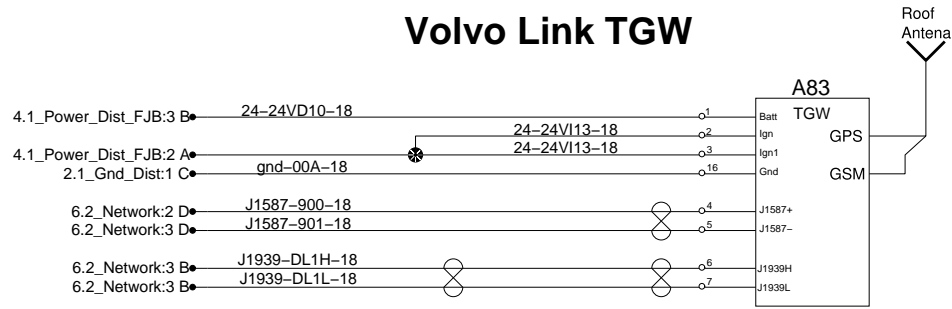 Volvo Link TGW
Roof
Antena
A83
TGW
4.1_Power_Dist_FJB:3 B 24-24VD10-18 1 Batt
24-24VI13-18 2 Ign GPS
4.1_Power_Dist_FJB:2 A 24-24VI13-18 3 Ign1
2.1_Gnd_Dist:1 C gnd-00A-18 16 Gnd GSM
6.2_Network:2 D J1587-900-18 4 J1587+
6.2_Network:3 D J1587-901-18 5 J1587-
6.2_Network:3 B J1939-DL1H-18 6 J1939H
6.2_Network:3 B J1939-DL1L-18 7 J1939L